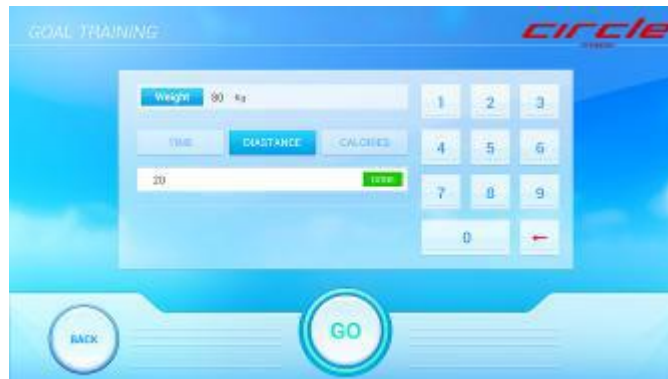 GOAL TRAINING
circle
FITNESS
Weight 80 Kg
TIME DIASTANCE CALORIES
20
1 2 3
4 5 6
7 8 9
0 ←
BACK
GO